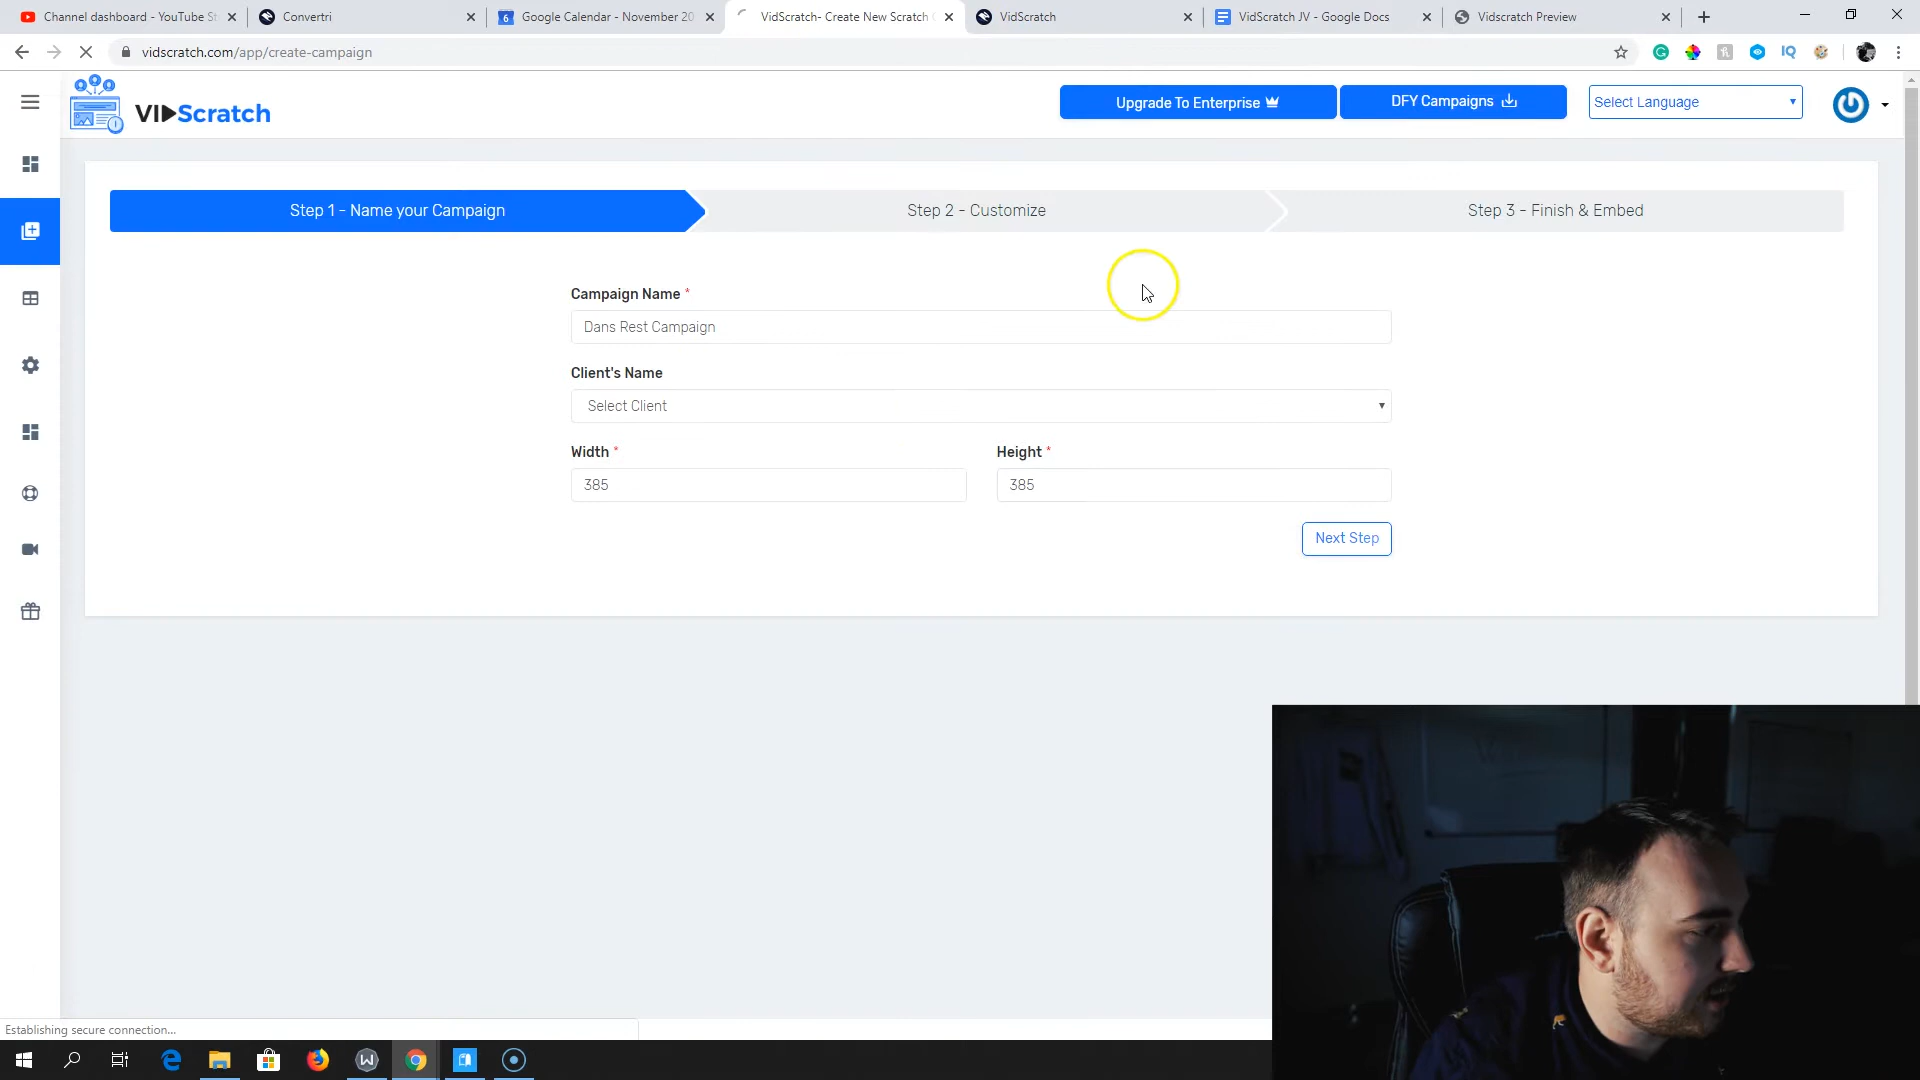 Channel dashboard - YouTube St
Convertri
Google Calendar - November 20
VidScratch- Create New Scratch C
VidScratch
VidScratch JV - Google Docs
Vidscratch Preview
vidscratch.com/app/create-campaign
VIDScratch
Upgrade To Enterprise
DFY Campaigns
Select Language
Step 1 - Name your Campaign
Step 2 - Customize
Step 3 - Finish & Embed
Campaign Name *
Dans Rest Campaign
Client's Name
Select Client
Width *
Height *
385
385
Next Step
Establishing secure connection...